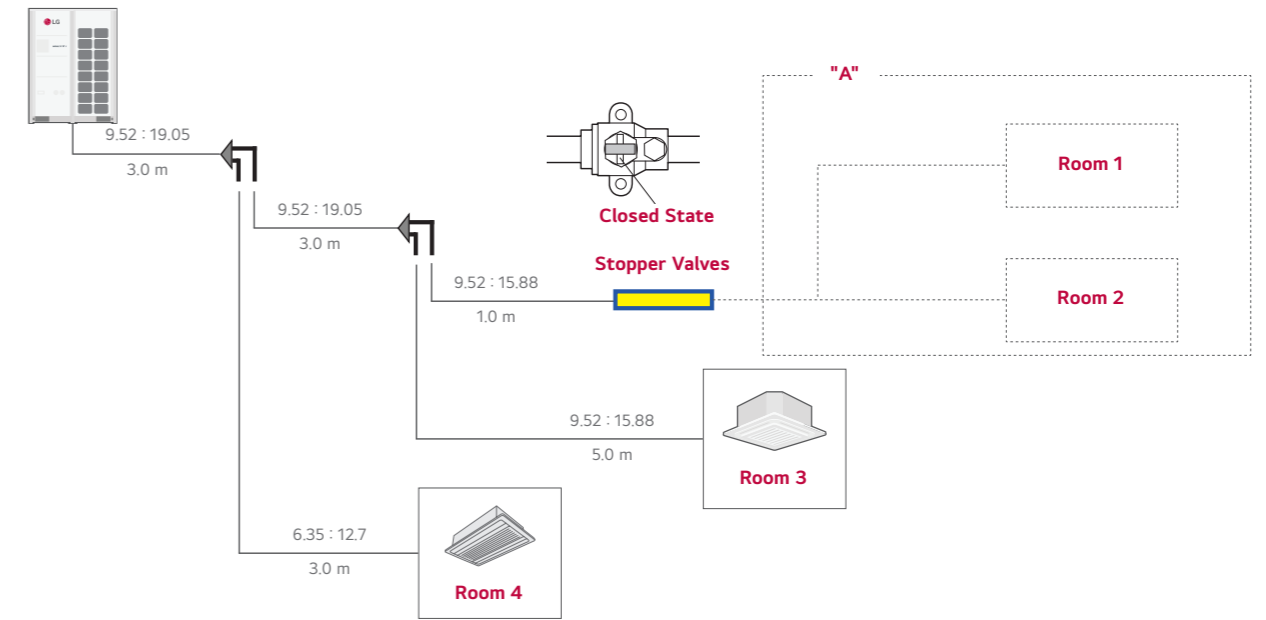 LG
"A"
9.52 : 19.05
3.0 m
Room 1
9.52 : 19.05
3.0 m
Closed State
Stopper Valves
9.52 : 15.88
1.0 m
Room 2
9.52 : 15.88
5.0 m
Room 3
6.35 : 12.7
3.0 m
Room 4